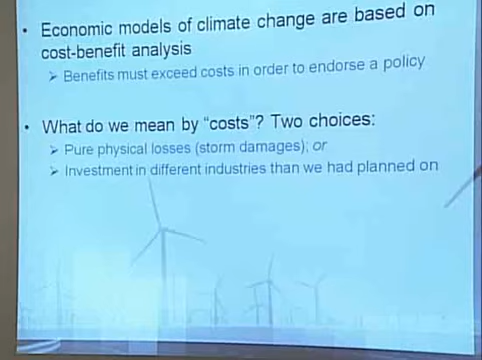 • Economic models of climate change are based on
cost-benefit analysis
➤ Benefits must exceed costs in order to endorse a policy
• What do we mean by "costs"? Two choices:
➤ Pure physical losses (storm damages); or
➤ Investment in different industries than we had planned on